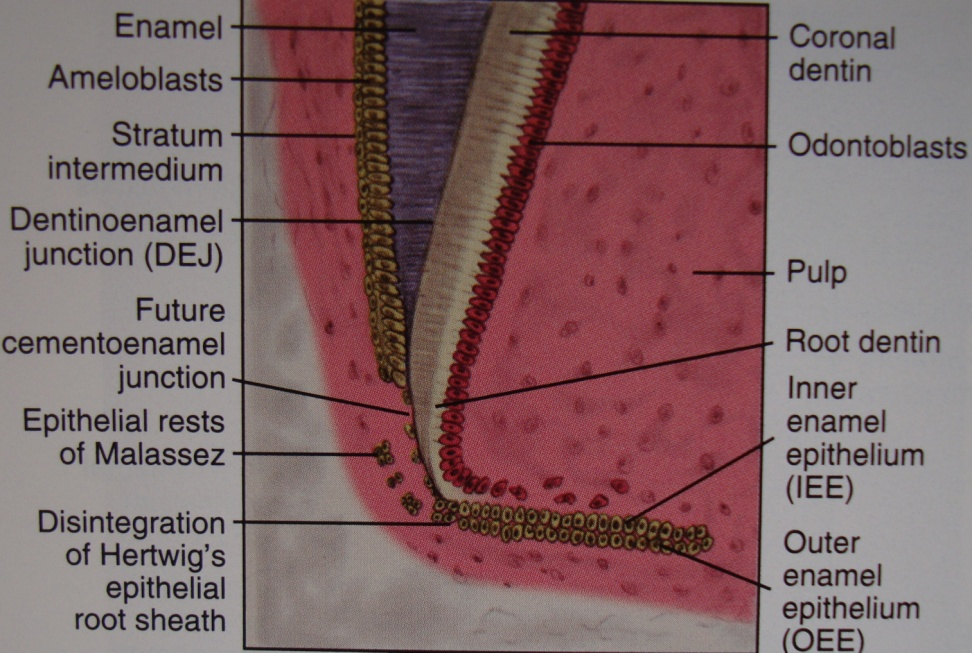 Enamel
Ameloblasts
Stratum
intermedium
Dentinoenamel
junction (DEJ)
Future
cementoenamel
junction
Epithelial rests
of Malassez
Disintegration
of Hertwig's
epithelial
root sheath
Coronal
dentin
Odontoblasts
Pulp
Root dentin
Inner
enamel
epithelium
(IEE)
Outer
enamel
epithelium
(OEE)